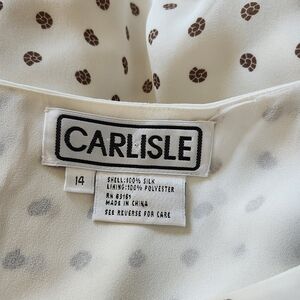 CARLISLE
14
SHELL:100% SILK
LINING:100% POLYESTER
RN 83161
MADE IN CHINA
SEE REVERSE FOR CARE